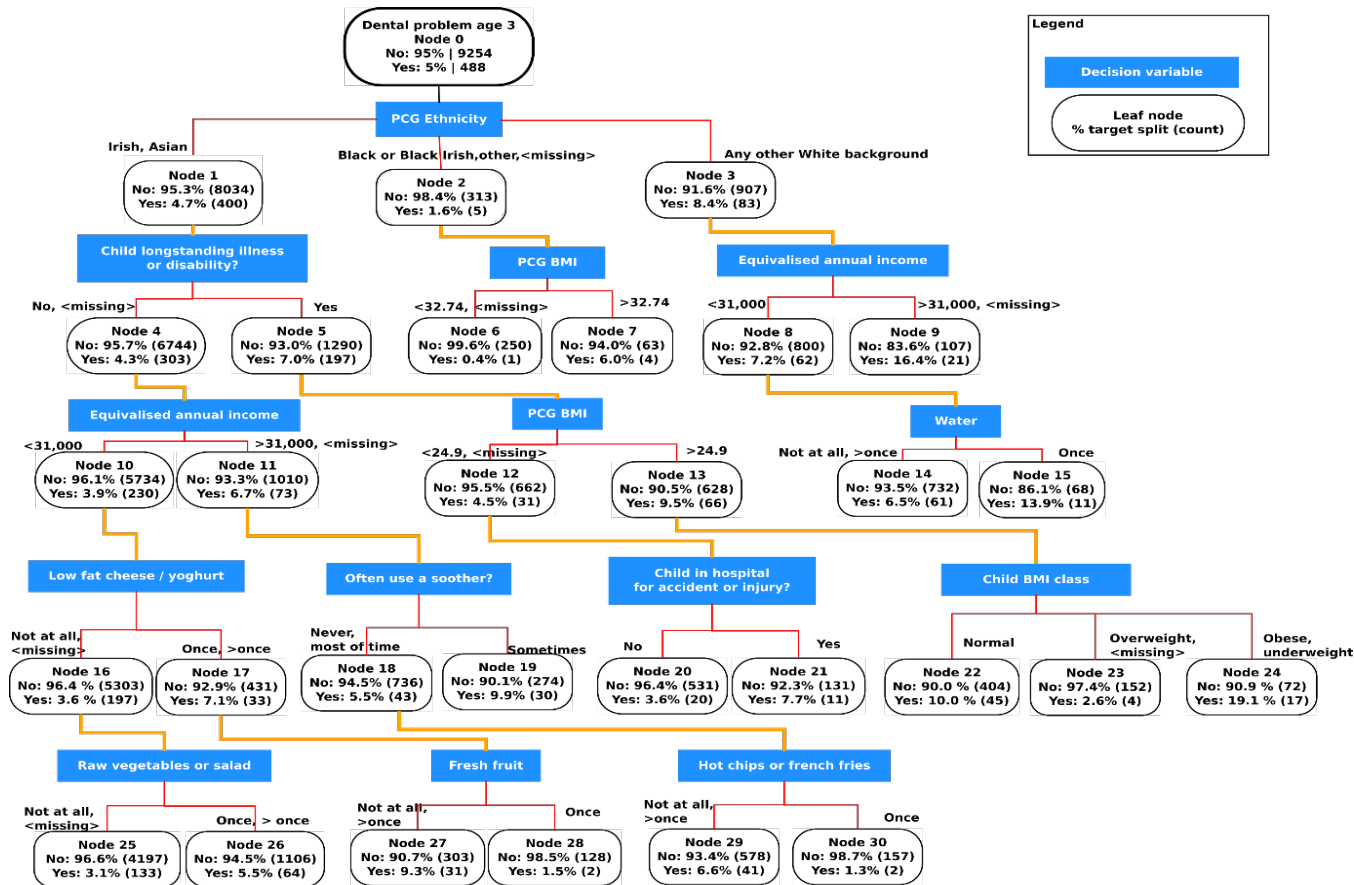 Dental problem age 3
Node 0
No: 95% | 9254
Yes: 5% | 488
Legend
Decision variable
Leaf node
% target split (count)
PCG Ethnicity
Irish, Asian
Black or Black Irish,other,<missing>
Any other White background
Node 1
No: 95.3% (8034)
Yes: 4.7% (400)
Node 2
No: 98.4% (313)
Yes: 1.6% (5)
Node 3
No: 91.6% (907)
Yes: 8.4% (83)
Child longstanding illness
or disability?
PCG BMI
Equivalised annual income
No, <missing>
Yes
<32.74, <missing>
>32.74
<31,000
>31,000, <missing>
Node 4
No: 95.7% (6744)
Yes: 4.3% (303)
Node 5
No: 93.0% (1290)
Yes: 7.0% (197)
Node 6
No: 99.6% (250)
Yes: 0.4% (1)
Node 7
No: 94.0% (63)
Yes: 6.0% (4)
Node 8
No: 92.8% (800)
Yes: 7.2% (62)
Node 9
No: 83.6% (107)
Yes: 16.4% (21)
Equivalised annual income
PCG BMI
Water
<31,000
>31,000, <missing>
<24.9, <missing>
>24.9
Not at all, >once
Once
Node 10
No: 96.1% (5734)
Yes: 3.9% (230)
Node 11
No: 93.3% (1010)
Yes: 6.7% (73)
Node 12
No: 95.5% (662)
Yes: 4.5% (31)
Node 13
No: 90.5% (628)
Yes: 9.5% (66)
Node 14
No: 93.5% (732)
Yes: 6.5% (61)
Node 15
No: 86.1% (68)
Yes: 13.9% (11)
Low fat cheese / yoghurt
Often use a soother?
Child in hospital
for accident or injury?
Child BMI class
Not at all,
<missing>
Once, >once
Never,
most of time
Sometimes
No
Yes
Normal
Overweight,
<missing>
Obese,
underweight
Node 16
No: 96.4 % (5303)
Yes: 3.6 % (197)
Node 17
No: 92.9% (431)
Yes: 7.1% (33)
Node 18
No: 94.5% (736)
Yes: 5.5% (43)
Node 19
No: 90.1% (274)
Yes: 9.9% (30)
Node 20
No: 96.4% (531)
Yes: 3.6% (20)
Node 21
No: 92.3% (131)
Yes: 7.7% (11)
Node 22
No: 90.0 % (404)
Yes: 10.0 % (45)
Node 23
No: 97.4% (152)
Yes: 2.6% (4)
Node 24
No: 90.9 % (72)
Yes: 19.1 % (17)
Raw vegetables or salad
Fresh fruit
Hot chips or french fries
Not at all,
<missing>
Once, > once
Not at all,
>once
Once
Not at all,
>once
Once
Node 25
No: 96.6% (4197)
Yes: 3.1% (133)
Node 26
No: 94.5% (1106)
Yes: 5.5% (64)
Node 27
No: 90.7% (303)
Yes: 9.3% (31)
Node 28
No: 98.5% (128)
Yes: 1.5% (2)
Node 29
No: 93.4% (578)
Yes: 6.6% (41)
Node 30
No: 98.7% (157)
Yes: 1.3% (2)